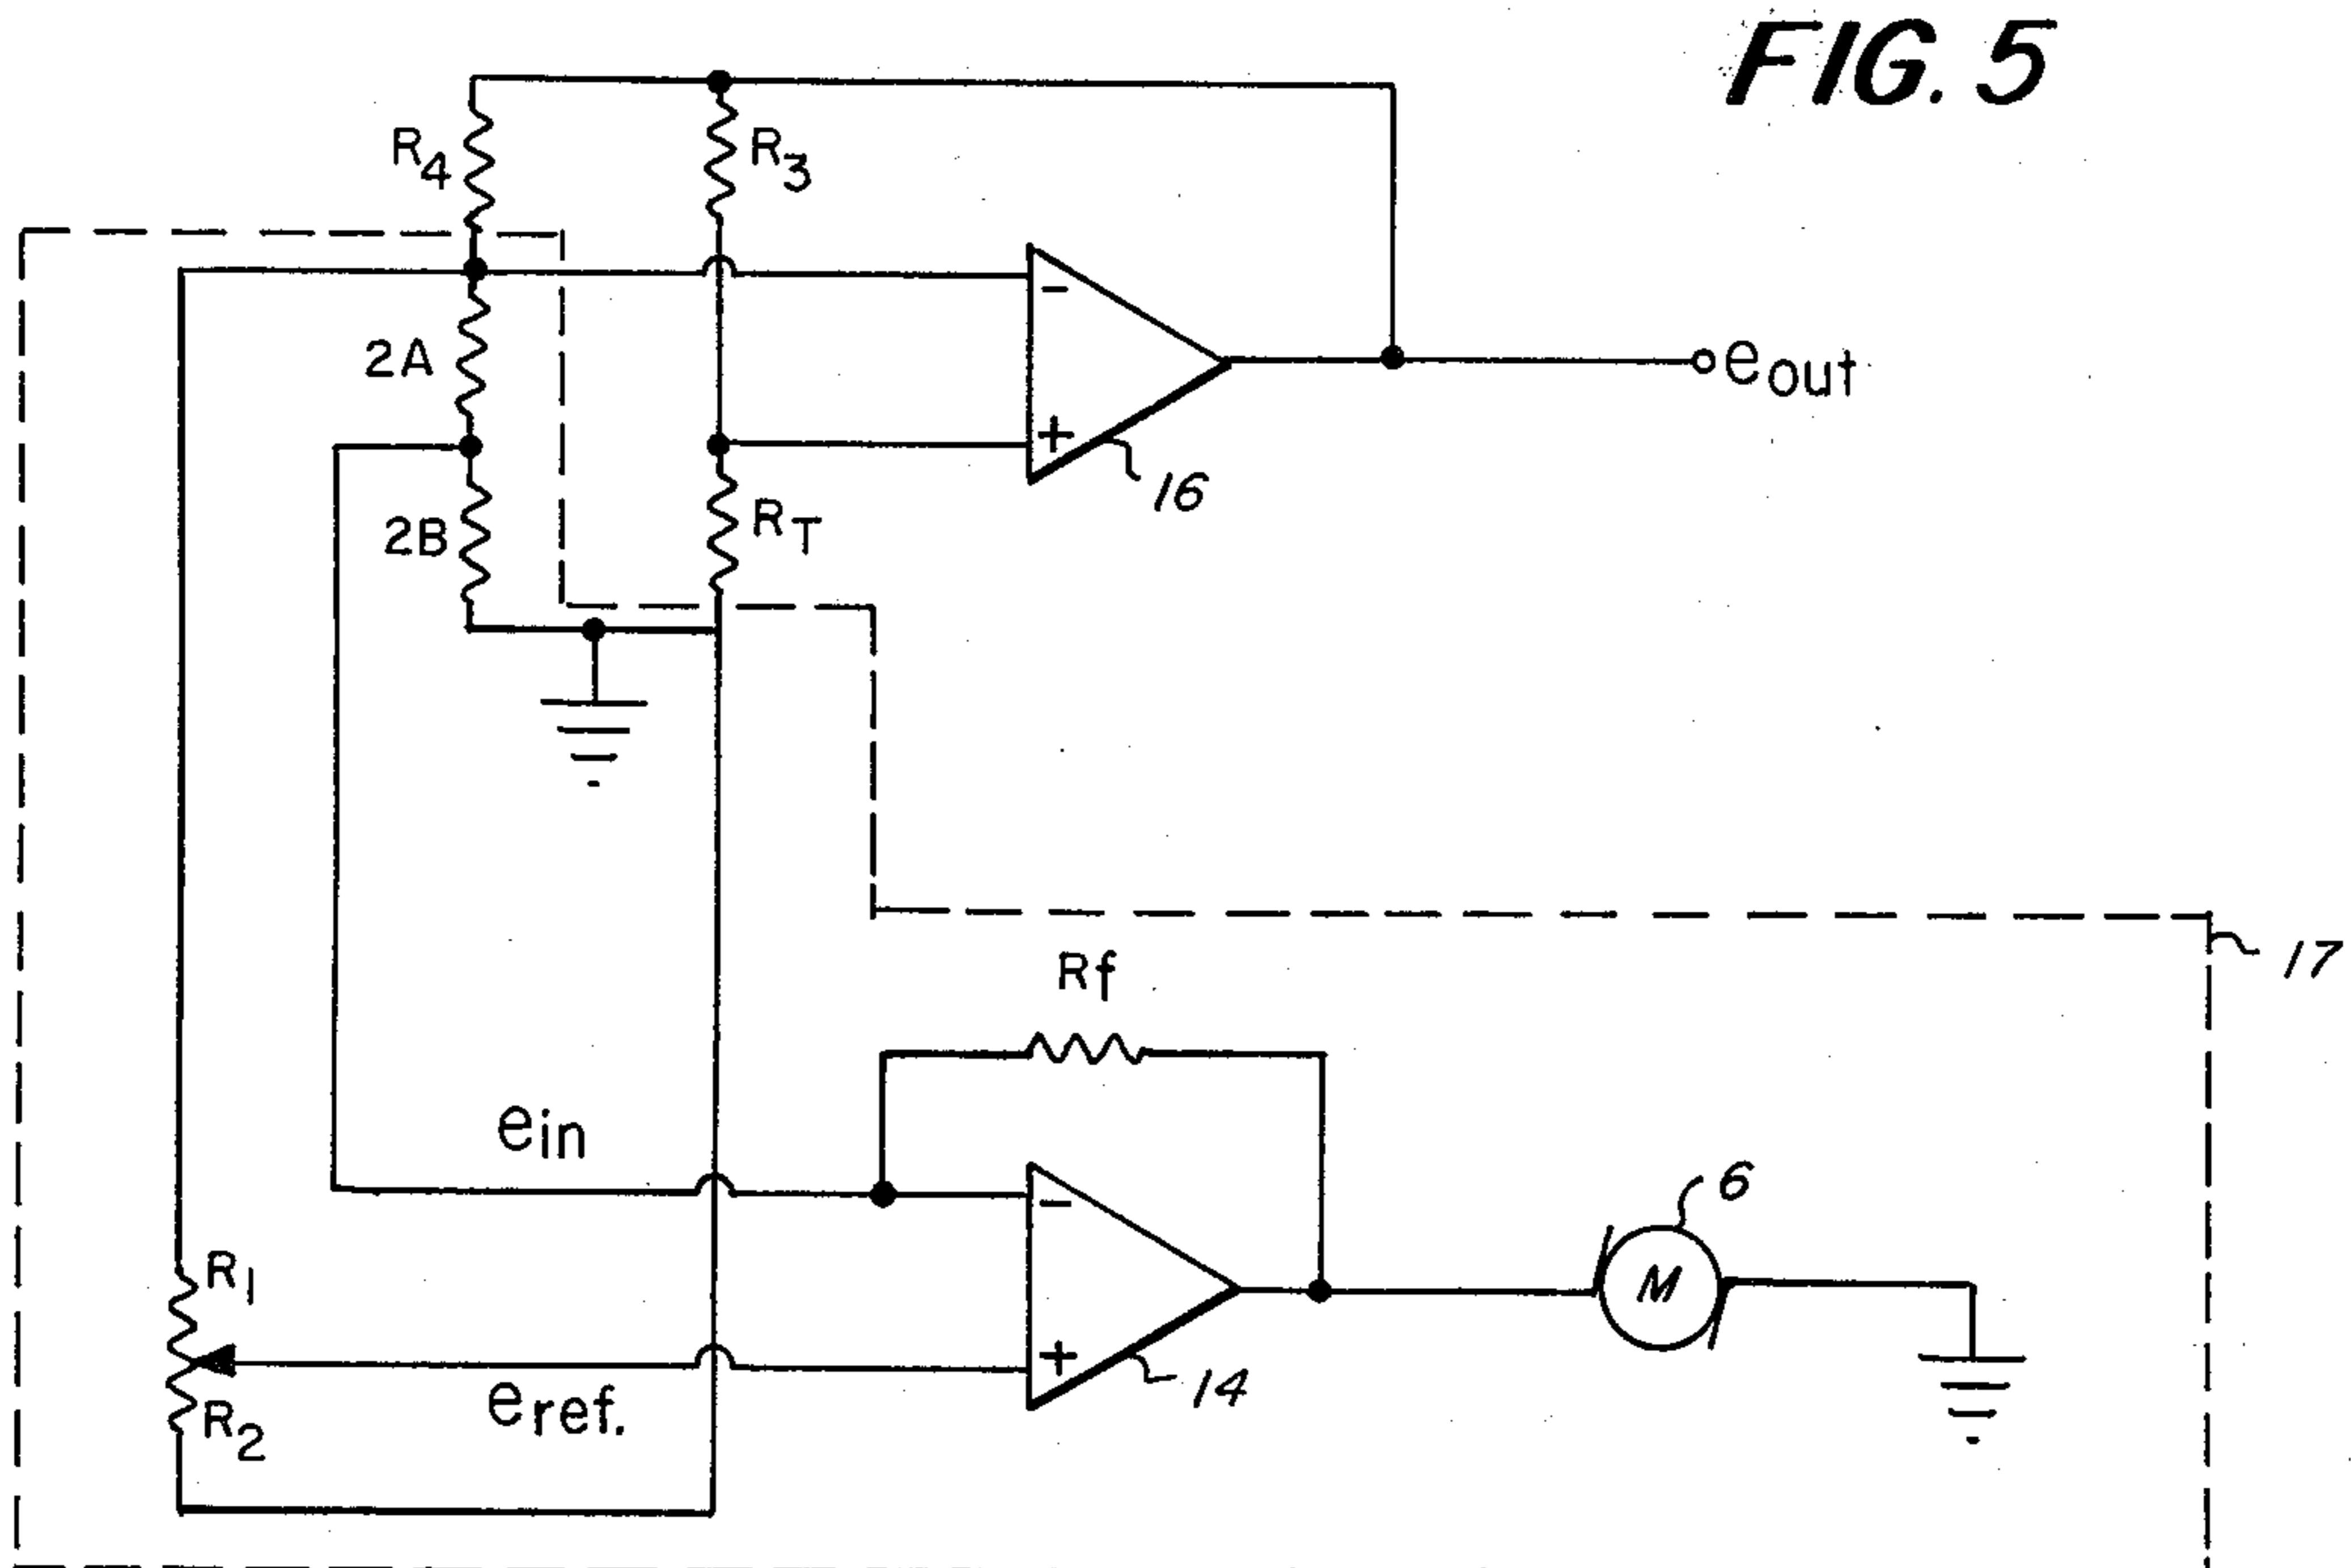 FIG. 5
R4
R3
-
2A
eout
+
16
2B
RT
17
Rf
ein
-
6
R1
M
+
eref.
14
R2